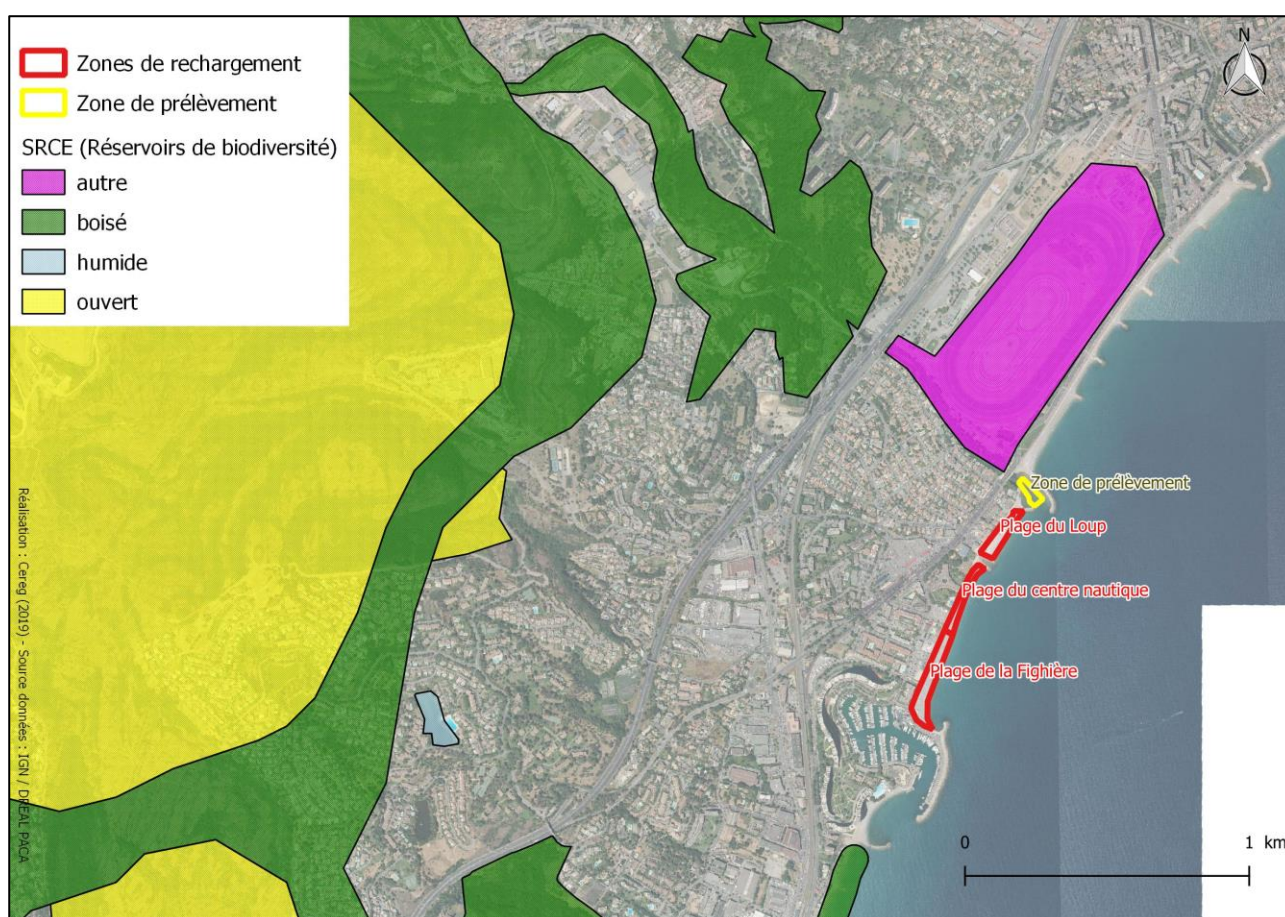 Zones de rechargement
Zone de prélèvement
SRCE (Réservoirs de biodiversité)
autre
boisé
humide
ouvert
N
Zone de prélèvement
Plage du Loup
Plage du centre nautique
Plage de la Fighière
0 1 km
Réalisation : Cereg (2019) - Source données : IGN / DREAL PACA